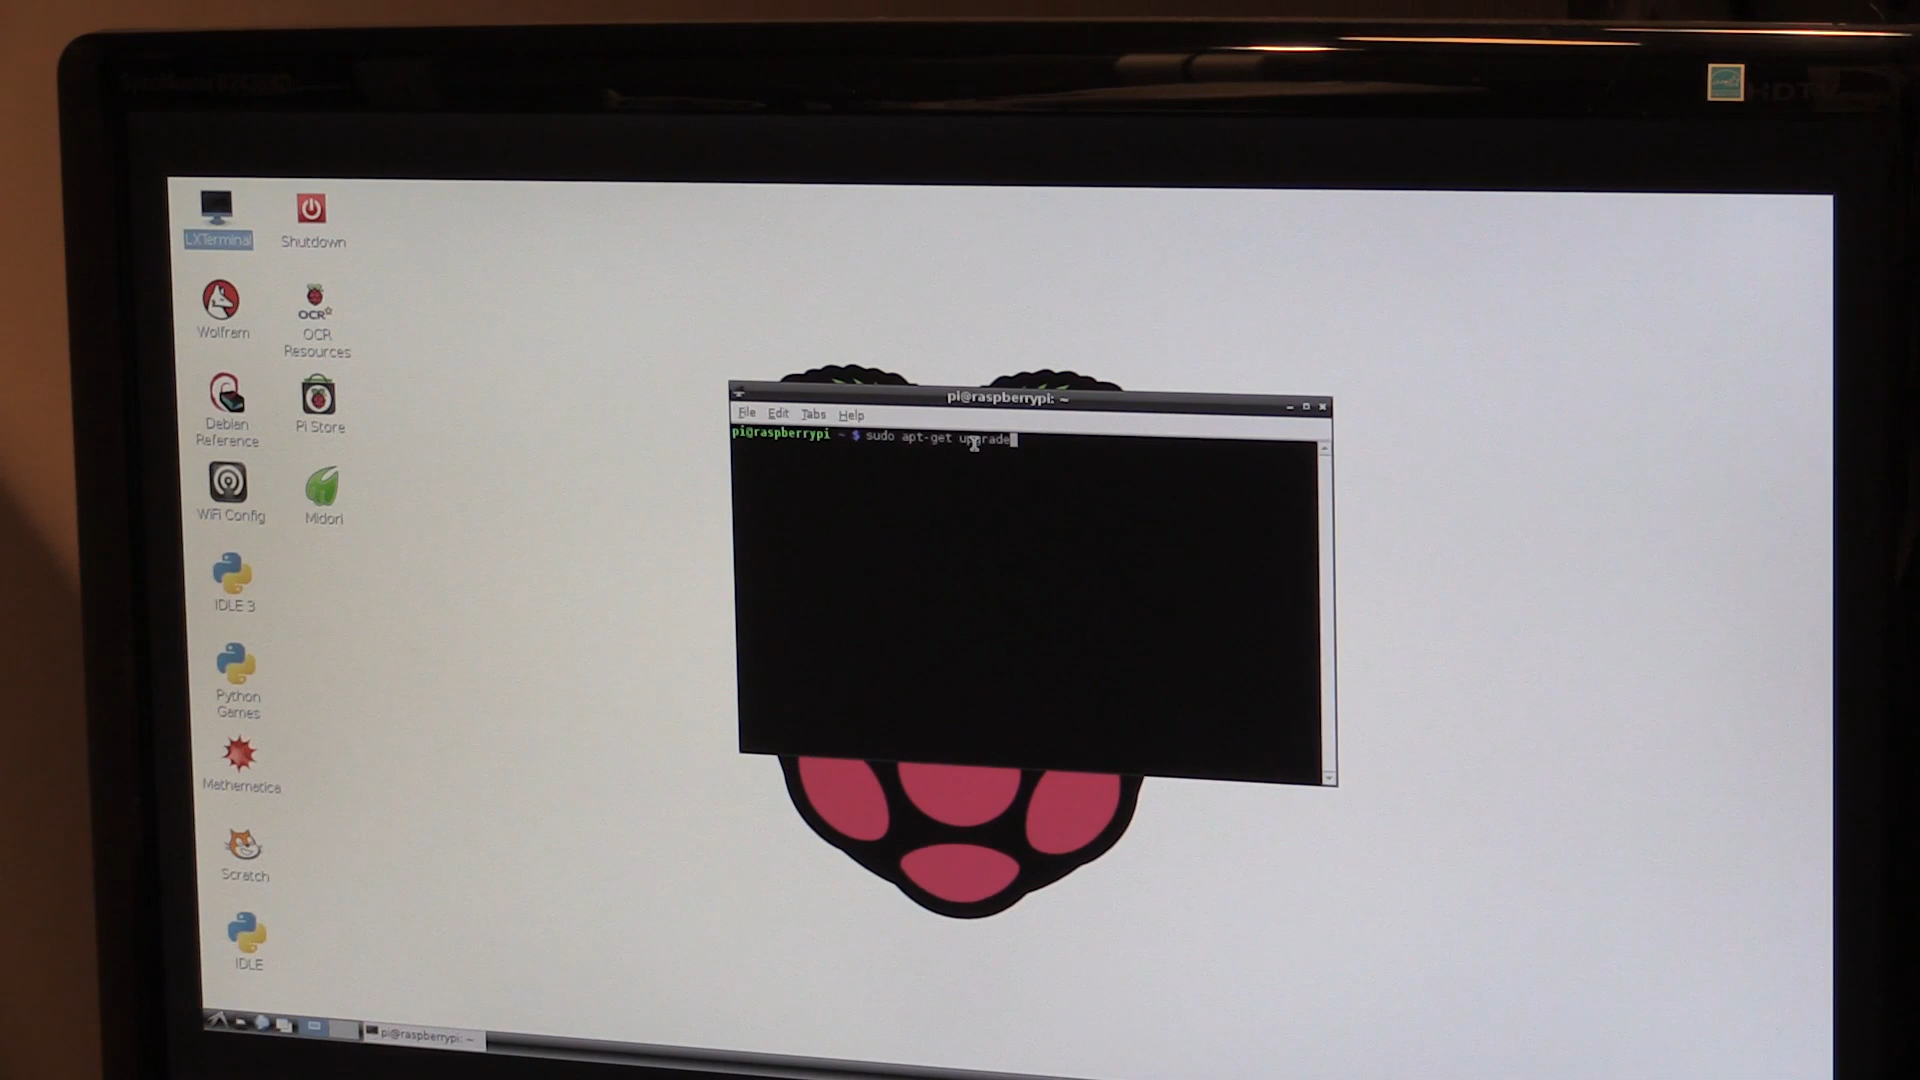 HDTV
LXTerminal
Shutdown
Wolfram
OCR
OCR
Resources
Debian
Reference
Pi Store
WiFi Config
Midori
IDLE 3
Python
Games
Mathematica
Scratch
IDLE
pi@raspberrypi: ~
File Edit Tabs Help
pi@raspberrypi ~ $ sudo apt-get upgrade
pi@raspberrypi: ~